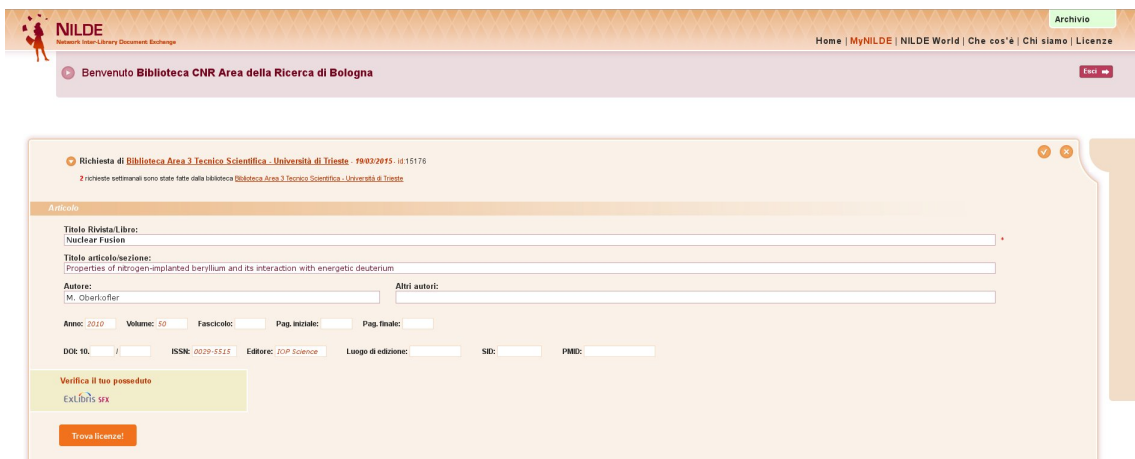 Archivio
NILDE
Network Inter-Library Document Exchange
Home | MyNILDE | NILDE World | Che cos'è | Chi siamo | Licenze
Benvenuto Biblioteca CNR Area della Ricerca di Bologna
Esci
Richiesta di Biblioteca Area 3 Tecnico Scientifica - Università di Trieste - 19/03/2015 - id:15176
2 richieste settimanali sono state fatte dalla biblioteca Biblioteca Area 3 Tecnico Scientifica - Università di Trieste
Articolo
Titolo Rivista/Libro:
Nuclear Fusion *
Titolo articolo/sezione:
Properties of nitrogen-implanted beryllium and its interaction with energetic deuterium
Autore: Altri autori:
M. Oberkofler
Anno: 2010 Volume: 50 Fascicolo: Pag. iniziale: Pag. finale:
DOI: 10. / ISSN: 0029-5515 Editore: IOP Science Luogo di edizione: SID: PMID:
Verifica il tuo posseduto
ExLibris SFX
Trova licenze!